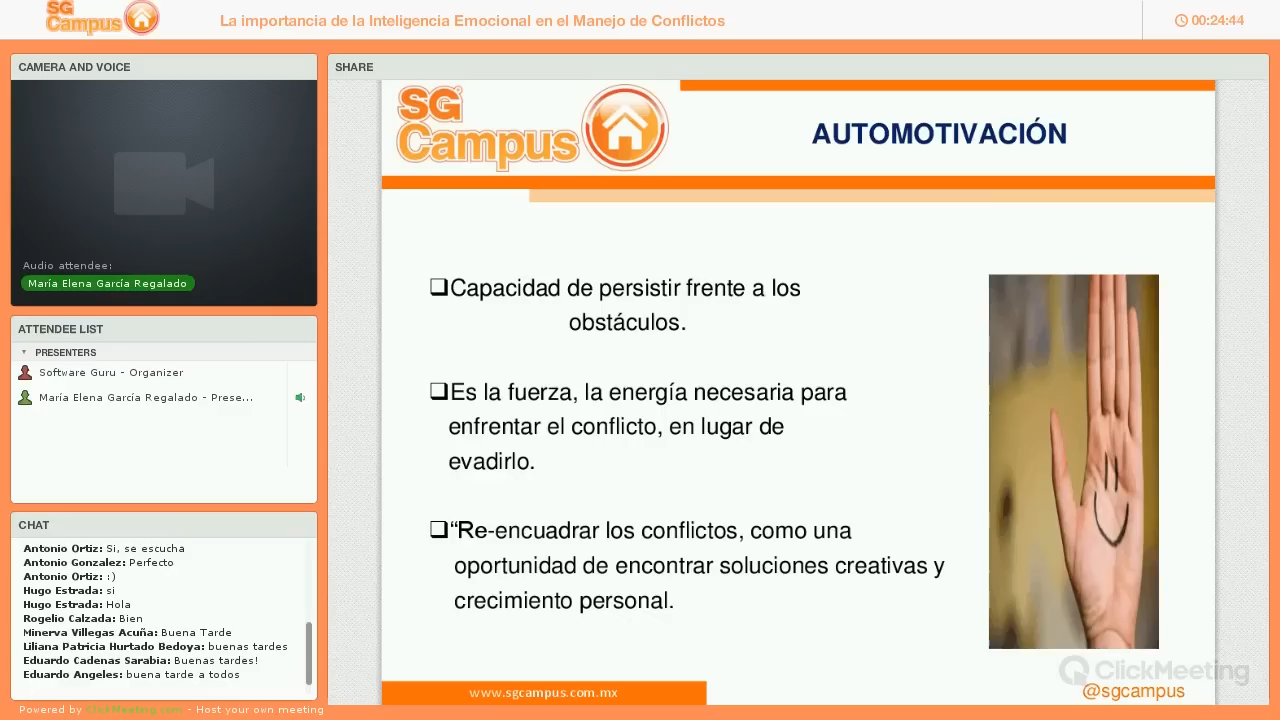 SG Campus
La importancia de la Inteligencia Emocional en el Manejo de Conflictos
00:24:44
CAMERA AND VOICE
Audio attendee:
María Elena García Regalado
ATTENDEE LIST
PRESENTERS
Software Guru - Organizer
María Elena García Regalado - Prese...
CHAT
Antonio Ortiz: Si, se escucha
Antonio Gonzalez: Perfecto
Antonio Ortiz: :)
Hugo Estrada: si
Hugo Estrada: Hola
Rogelio Calzada: Bien
Minerva Villegas Acuña: Buena Tarde
Liliana Patricia Hurtado Bedoya: buenas tardes
Eduardo Cadenas Sarabia: Buenas tardes!
Eduardo Angeles: buena tarde a todos
Powered by ClickMeeting.com - Host your own meeting
SHARE
SG
Campus
AUTOMOTIVACIÓN
❑Capacidad de persistir frente a los
obstáculos.
❑Es la fuerza, la energía necesaria para
enfrentar el conflicto, en lugar de
evadirlo.
❑“Re-encuadrar los conflictos, como una
oportunidad de encontrar soluciones creativas y
crecimiento personal.
www.sgcampus.com.mx
ClickMeeting
@sgcampus